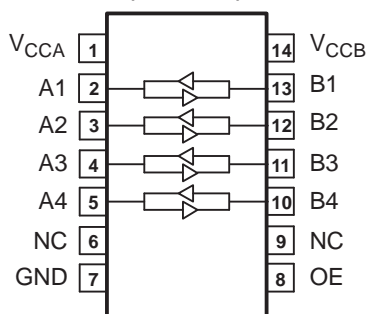 VCCA 1 14 VCCB
A1 2 13 B1
A2 3 12 B2
A3 4 11 B3
A4 5 10 B4
NC 6 9 NC
GND 7 8 OE